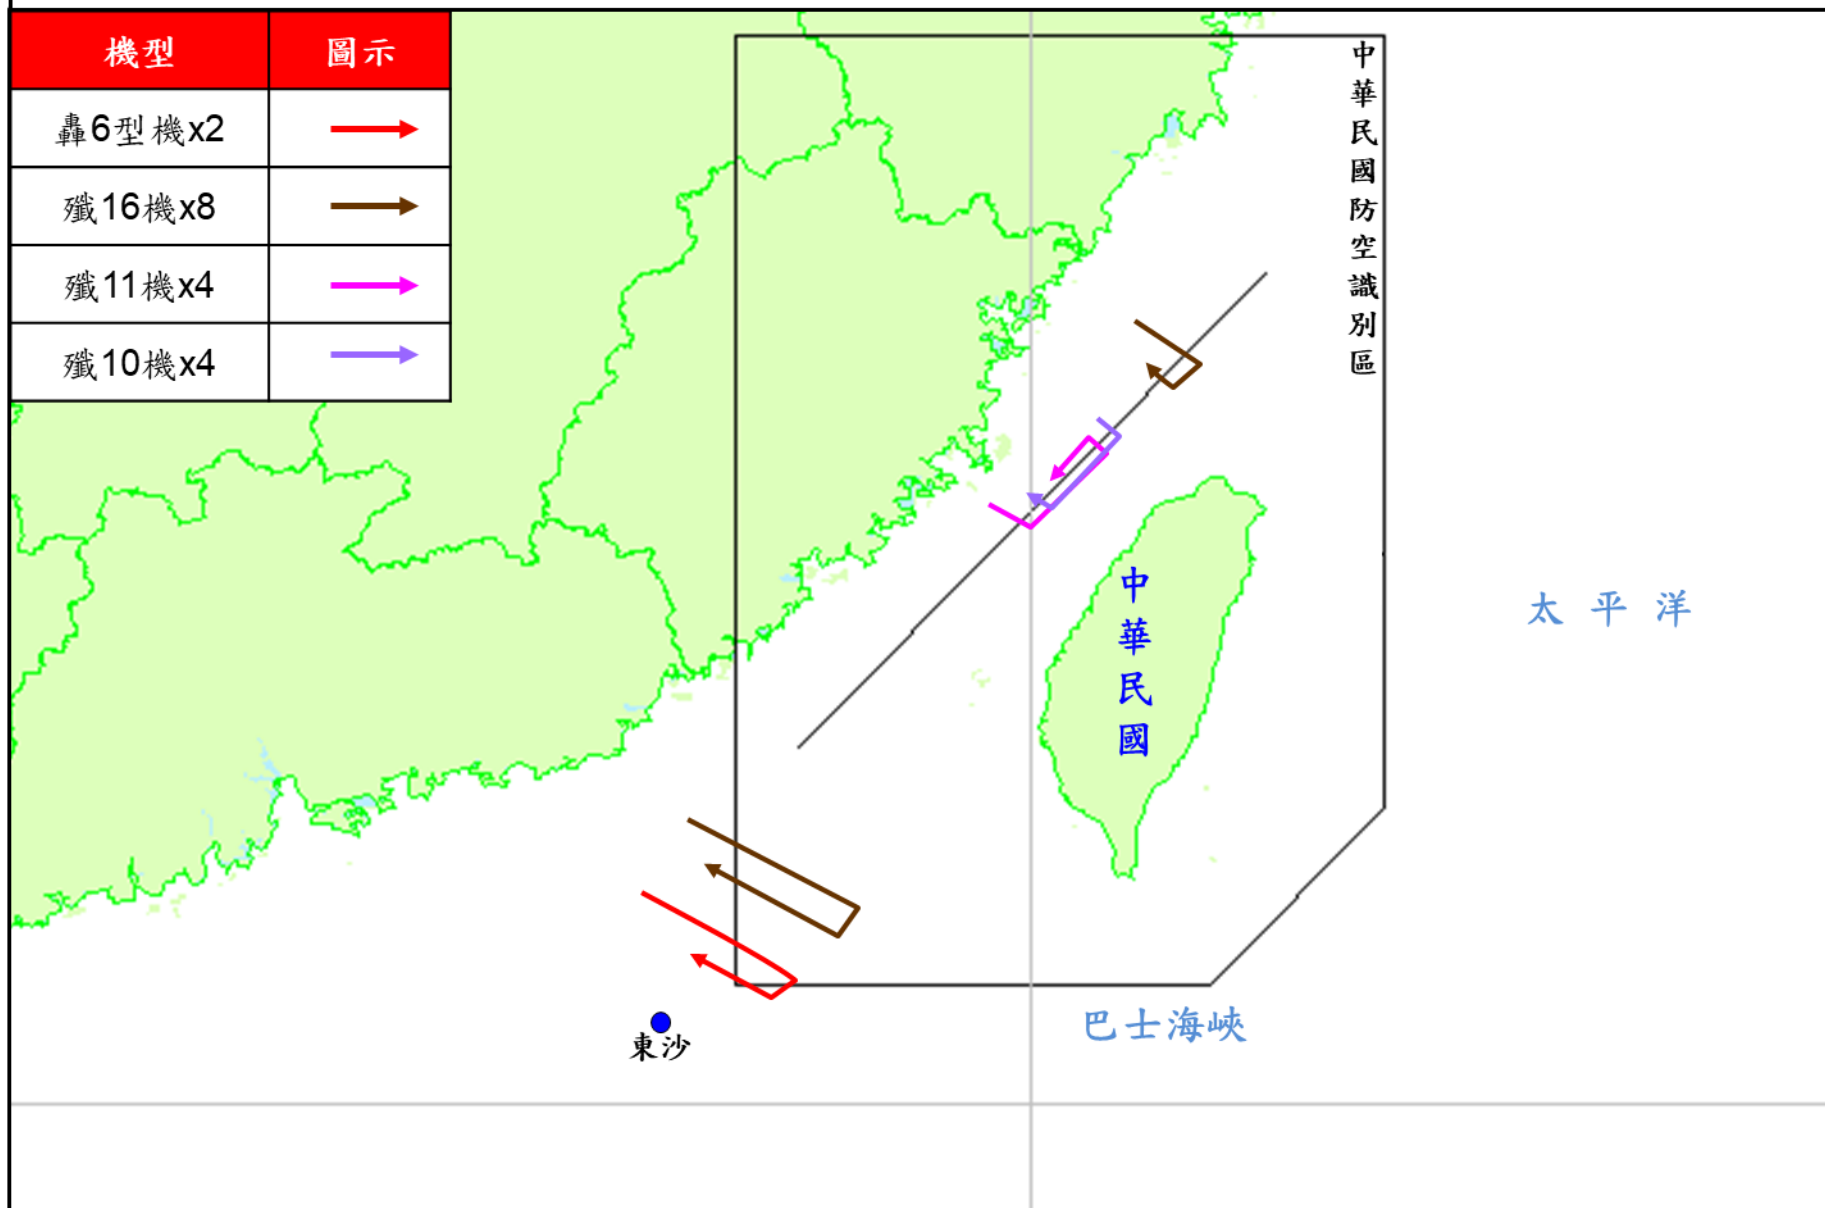 機型 圖示
轟6型機x2
殲16機x8
殲11機x4
殲10機x4
中華民國防空識別區
中華民國
太平洋
巴士海峽
東沙